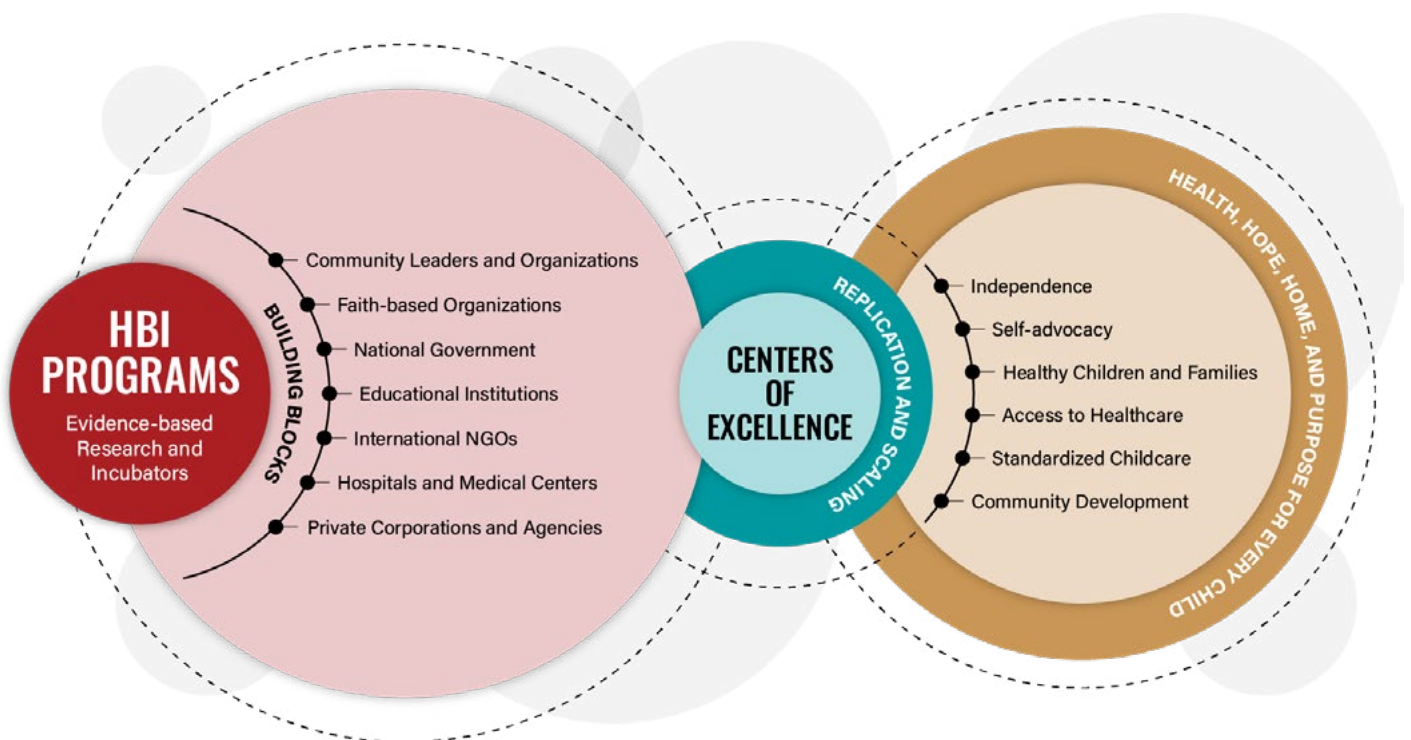 HBI
PROGRAMS
Evidence-based
Research and
Incubators
BUILDING BLOCKS
Community Leaders and Organizations
Faith-based Organizations
National Government
Educational Institutions
International NGOs
Hospitals and Medical Centers
Private Corporations and Agencies
CENTERS
OF
EXCELLENCE
REPLICATION AND SCALING
Independence
Self-advocacy
Healthy Children and Families
Access to Healthcare
Standardized Childcare
Community Development
HEALTH, HOPE, HOME, AND PURPOSE FOR EVERY CHILD